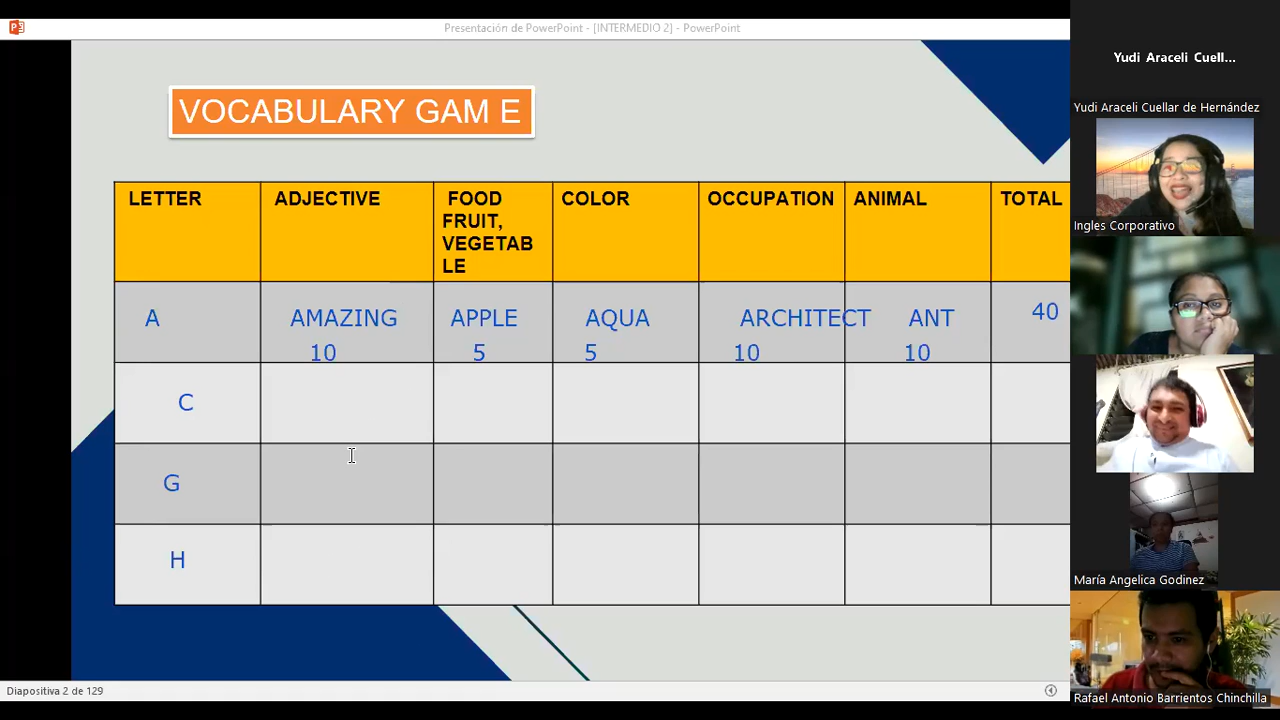 Presentación de PowerPoint - [INTERMEDIO 2] - PowerPoint
Yudi Araceli Cuell...
Yudi Araceli Cuellar de Hernández
VOCABULARY GAM E
LETTER ADJECTIVE FOOD COLOR OCCUPATION ANIMAL TOTAL
FRUIT,
VEGETAB
LE
Ingles Corporativo
A AMAZING APPLE AQUA ARCHITECT ANT 40
10 5 5 10 10
C
G
H
María Angelica Godinez
Diapositiva 2 de 129
Rafael Antonio Barrientos Chinchilla